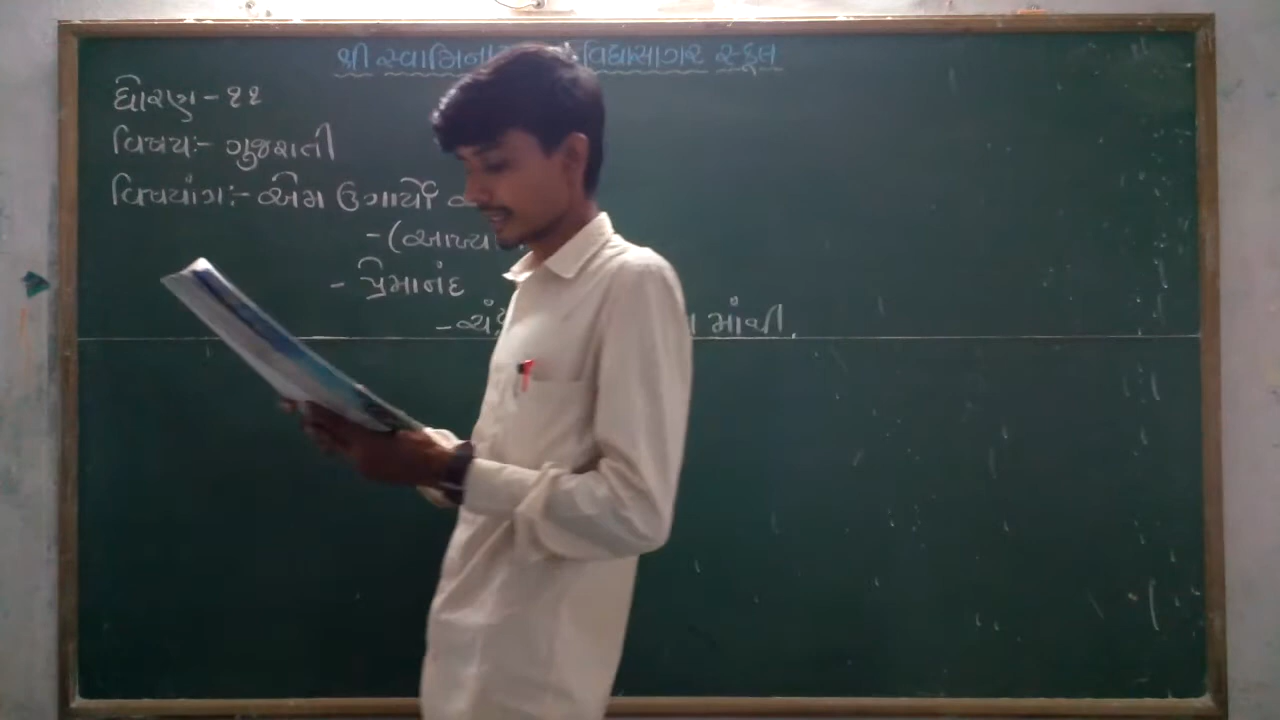 શ્રી સ્વામિના વિદ્યાસાગર સ્કૂલ
ધોરણ - ૧૧
વિષયઃ- ગુજરાતી
વિષયાંગઃ- એમ ઉગાર્યો
- (આખ્યા
- પ્રેમાનંદ
- ચં માંથી.